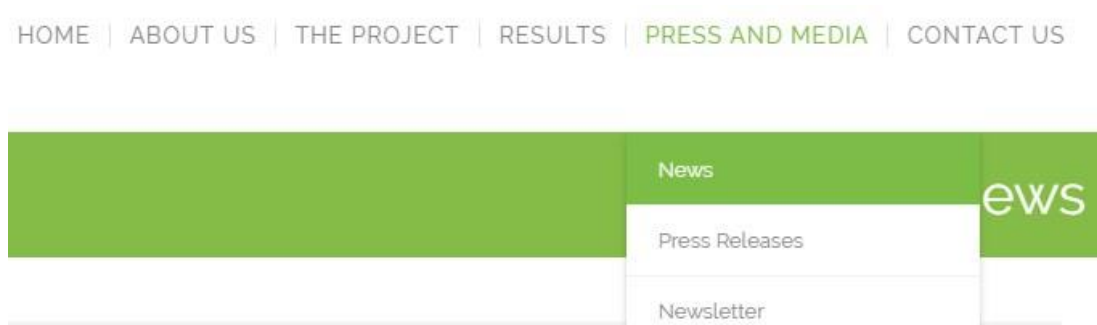 HOME | ABOUT US | THE PROJECT | RESULTS | PRESS AND MEDIA | CONTACT US
News
ews
Press Releases
Newsletter